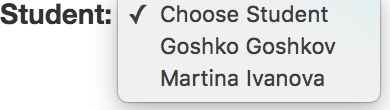 Student: ✓ Choose Student
Goshko Goshkov
Martina Ivanova